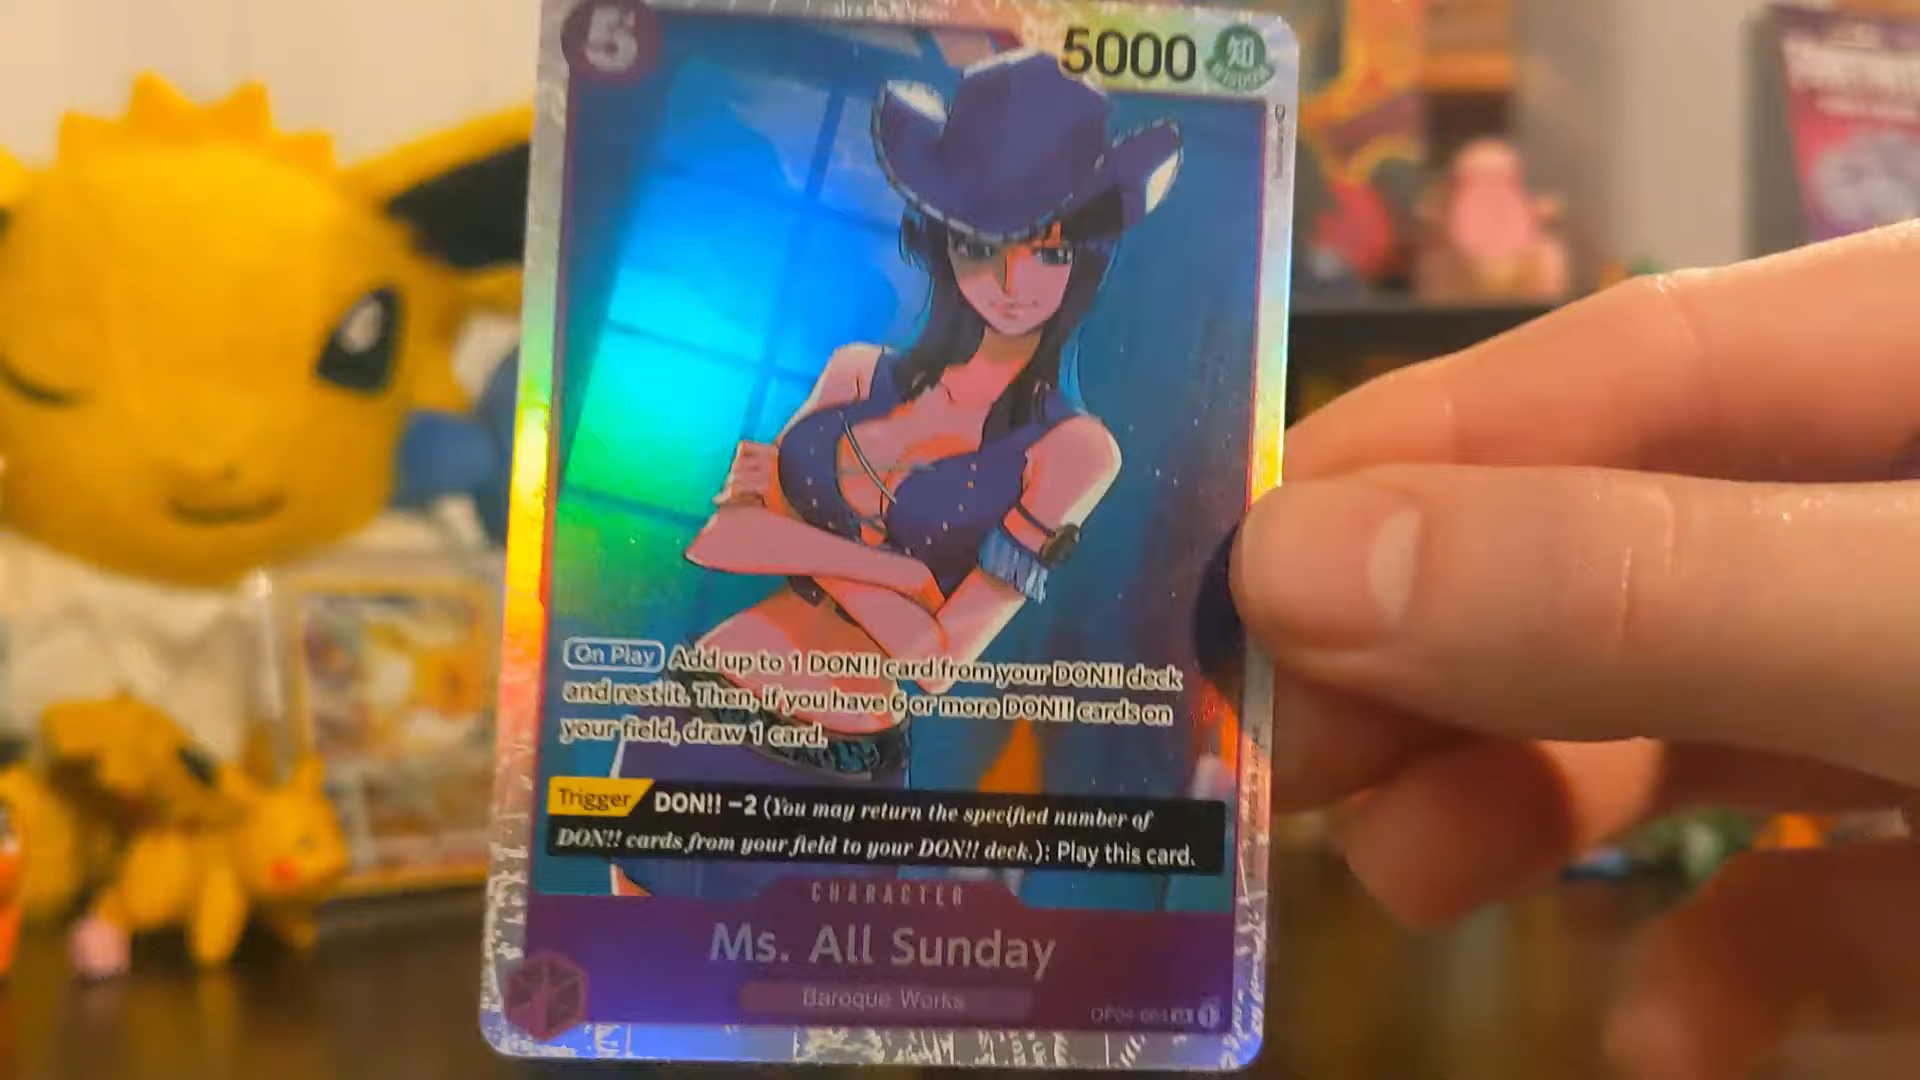 5
5000
知
WISDOM
On Play Add up to 1 DON!! card from your DON!! deck
and rest it. Then, if you have 6 or more DON!! cards on
your field, draw 1 card.
Trigger DON!! −2 (You may return the specified number of
DON!! cards from your field to your DON!! deck.): Play this card.
CHARACTER
Ms. All Sunday
Baroque Works
1